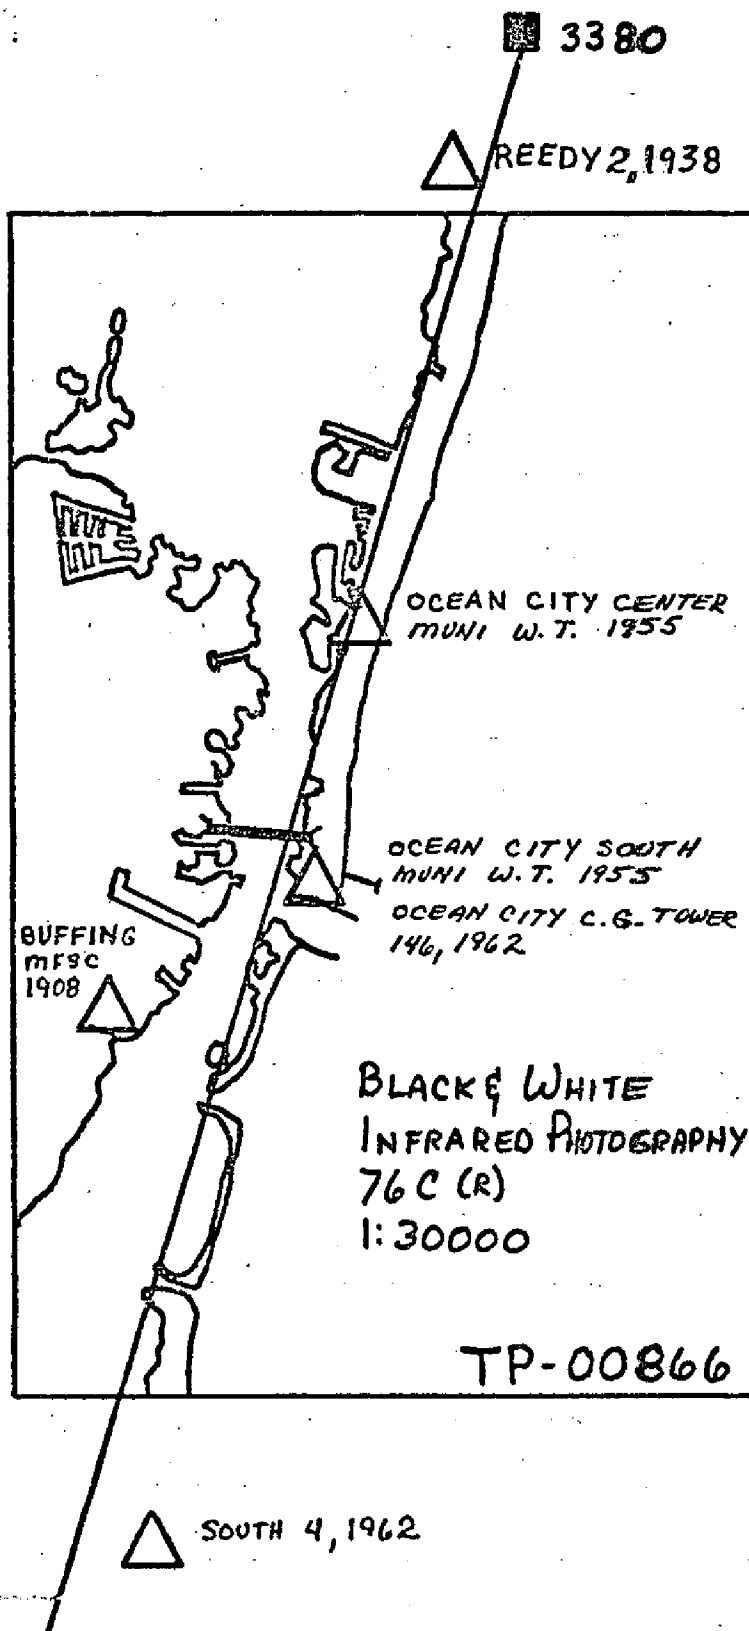 3380
REEDY 2, 1938
OCEAN CITY CENTER
MUNI W.T. 1955
OCEAN CITY SOUTH
MUNI W.T. 1955
OCEAN CITY C.G. TOWER
146, 1962
BUFFING
MFSC
1908
BLACK & WHITE
INFRARED PHOTOGRAPHY
76 C (R)
1:30000
TP-00866
SOUTH 4, 1962